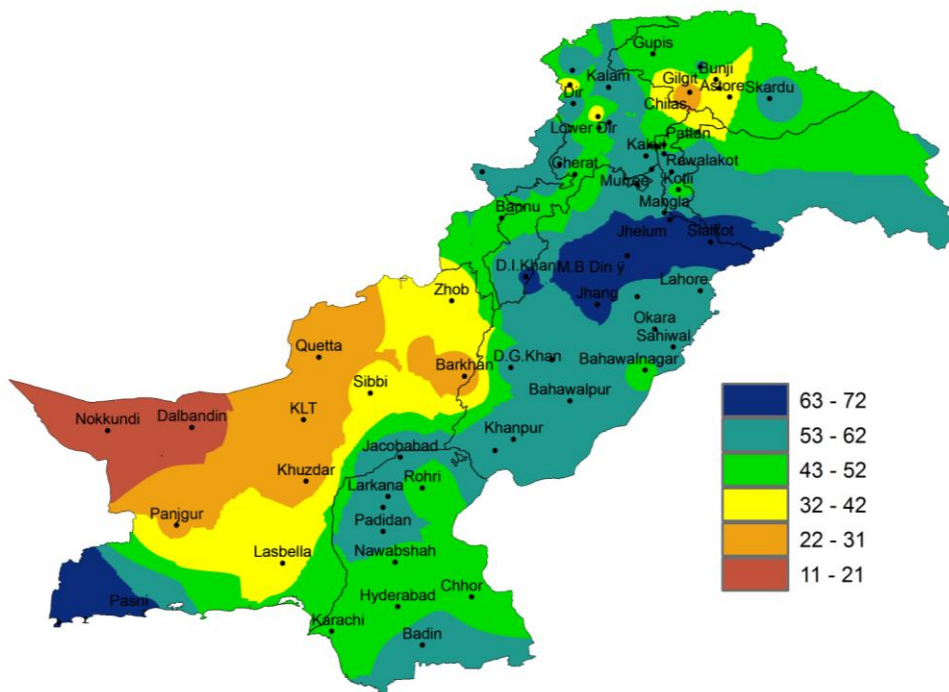 Gupis
Kalam
Bunji
Gilgit
Astore
Skardu
Dir
Chilas
Lower Dir
Pattan
Kakul
Rawalakot
Cherat
Murree
Kotli
Bannu
Mangla
Jhelum
Sialkot
D.I.Khan
M.B Din ÿ
Lahore
Zhob
Jhang
Okara
Quetta
Sahiwal
D.G.Khan
Bahawalnagar
Barkhan
Sibbi
Bahawalpur
63 - 72
Nokkundi
Dalbandin
KLT
53 - 62
Khanpur
Jacobabad
43 - 52
Khuzdar
Rohri
Larkana
32 - 42
Panjgur
Padidan
22 - 31
Lasbella
Nawabshah
11 - 21
Chhor
Pasni
Hyderabad
Karachi
Badin